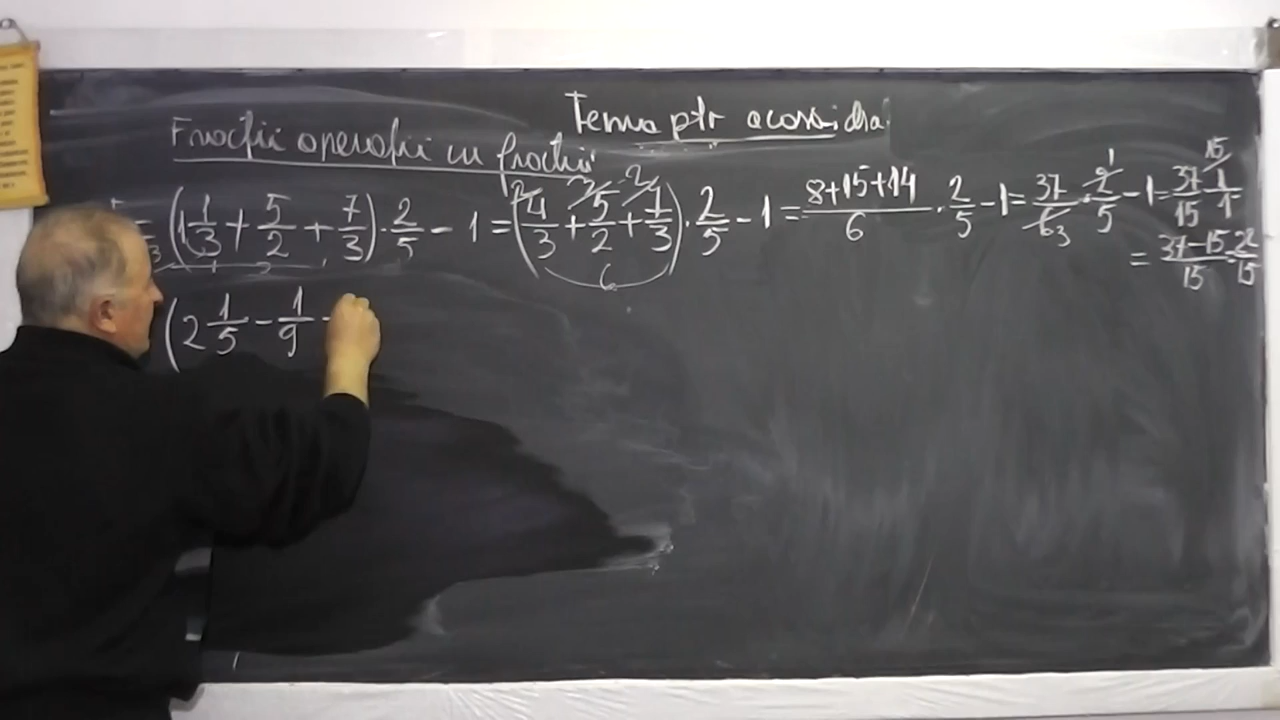 Tema ptr acasă
Fracții operații cu fracții
= (1 1/3 + 5/2 + 7/3) · 2/5 - 1 = (4/3 + 5/2 + 7/3) · 2/5 - 1 = 8+15+14/6 · 2/5 - 1 = 37/6 · 2/5 - 1 = 37/15 - 1/1
= 37-15/15 = 22/15
(2 1/5 - 1/9 -